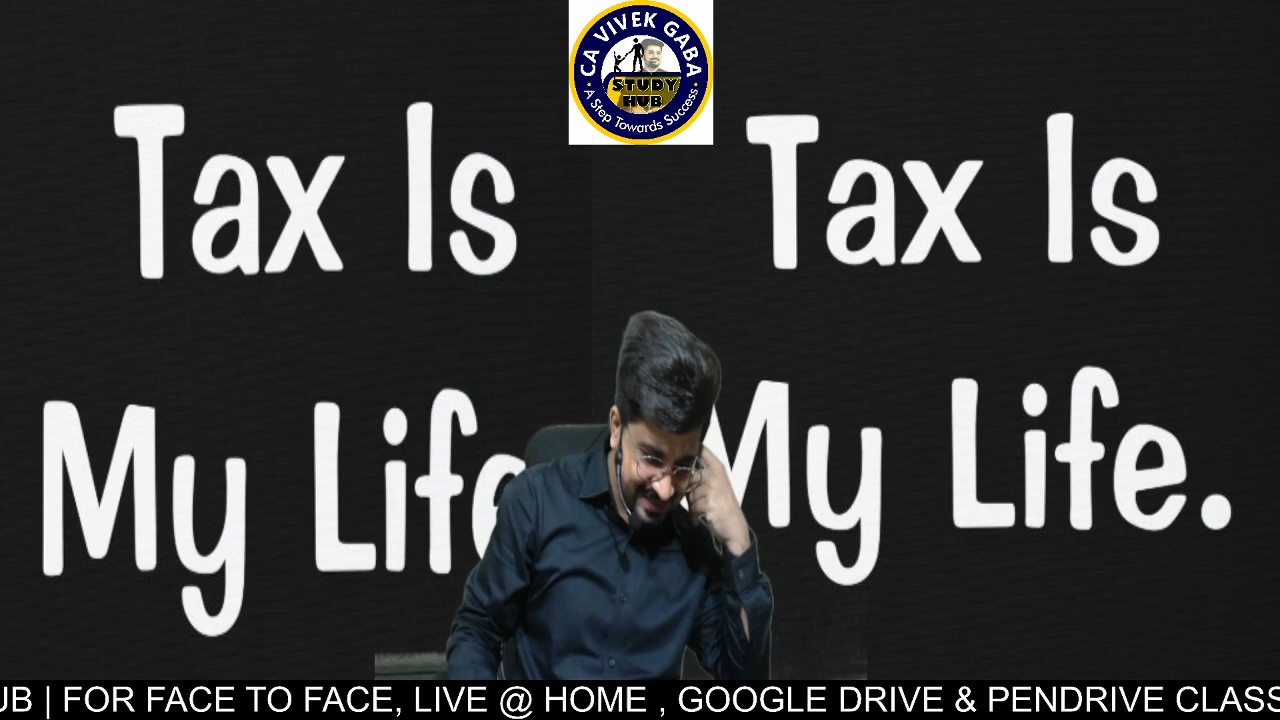 CA VIVEK GABA
STUDY
HUB
• A Step Towards Success •
Tax Is
My Life
Tax Is
My Life.
UB | FOR FACE TO FACE, LIVE @ HOME , GOOGLE DRIVE & PENDRIVE CLASS